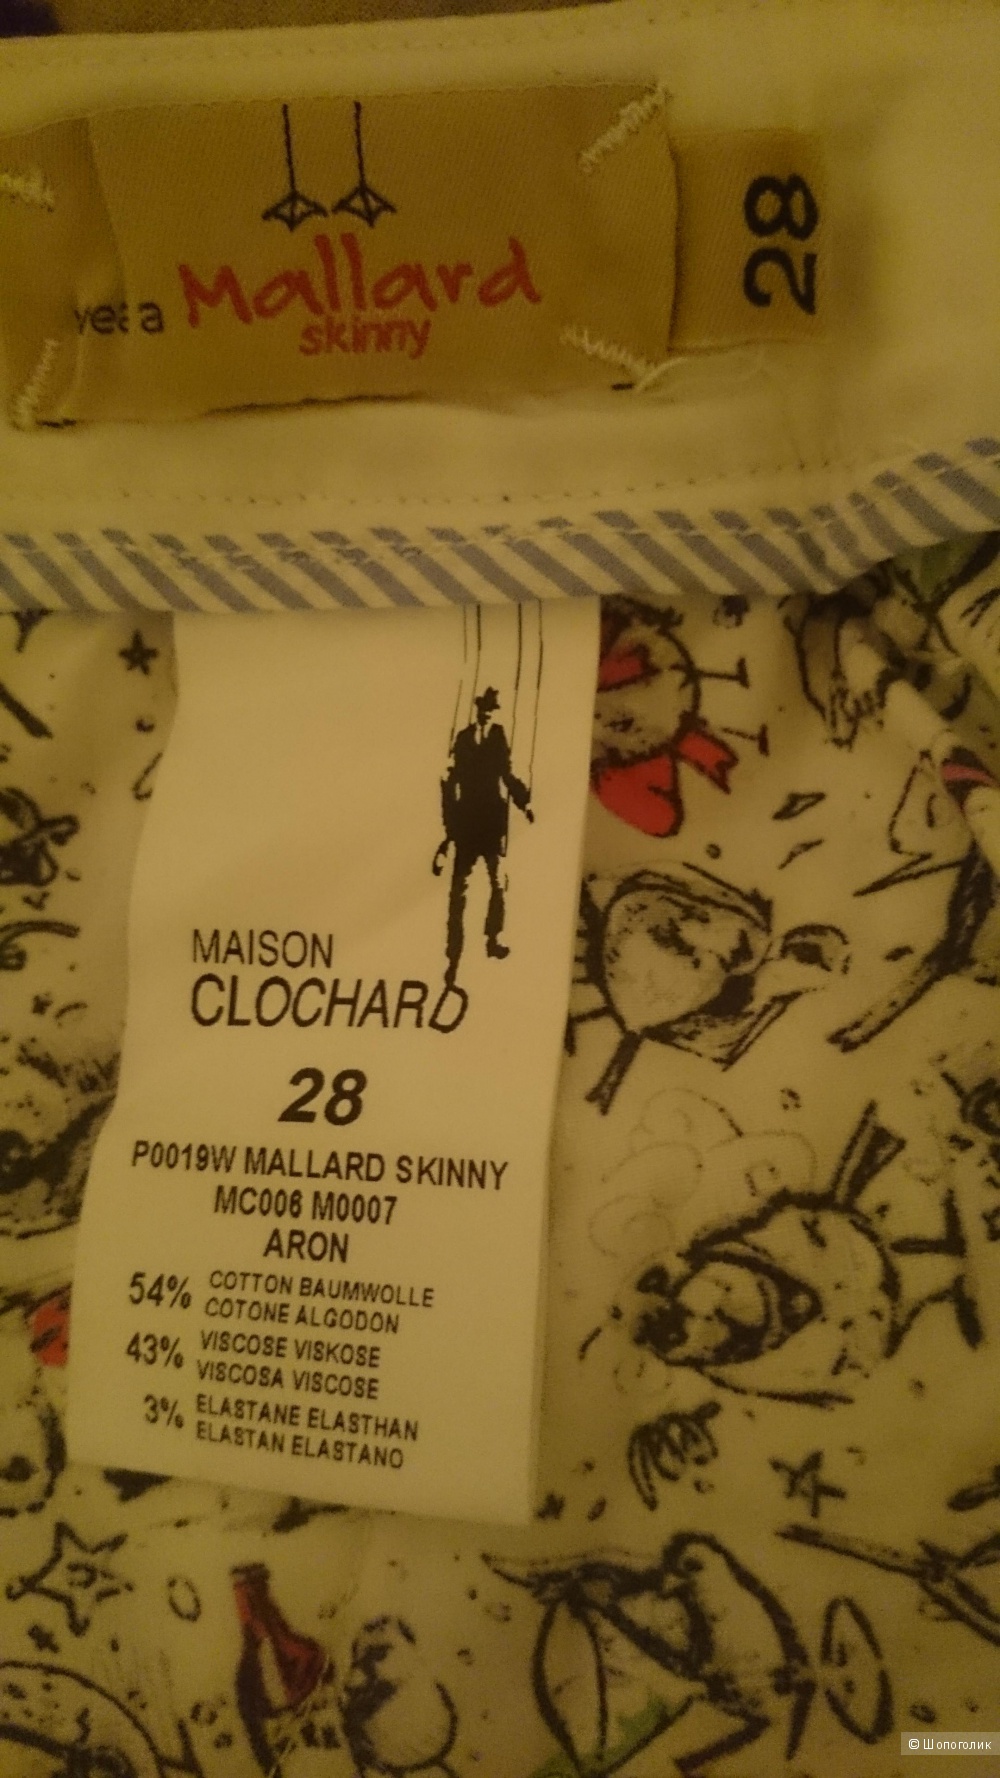 a Mallard
skinny
28
MAISON
CLOCHARD
28
P0019W MALLARD SKINNY
MC006 M0007
ARON
54% COTTON BAUMWOLLE
COTONE ALGODON
43% VISCOSE VISKOSE
VISCOSA VISCOSE
3% ELASTANE ELASTHAN
ELASTAN ELASTANO
© Шопоголик